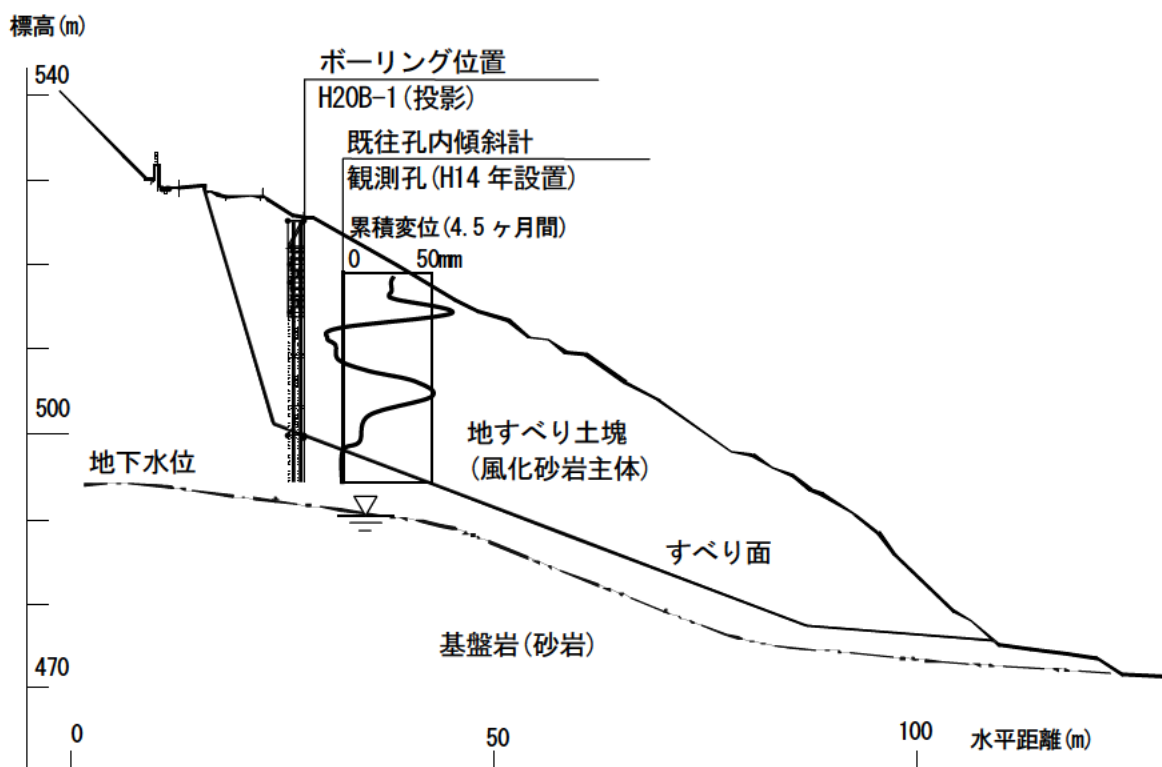 標高(m)
540
ボーリング位置
H20B-1(投影)
既往孔内傾斜計
観測孔(H14年設置)
累積変位(4.5ヶ月間)
0 50mm
500
地下水位
地すべり土塊
(風化砂岩主体)
すべり面
基盤岩(砂岩)
470
0 50 100 水平距離(m)